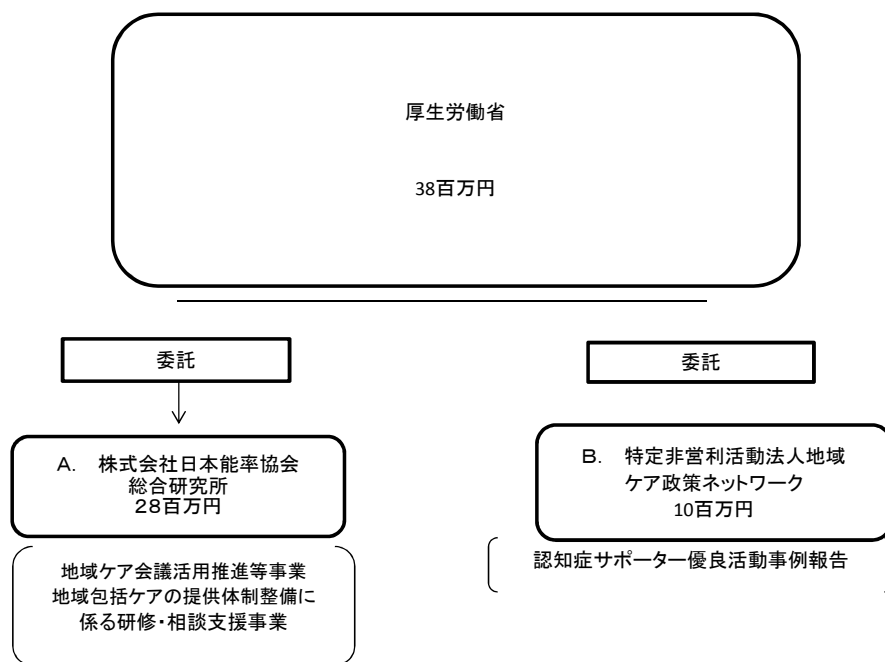 厚生労働省
38百万円
委託
委託
A. 株式会社日本能率協会
総合研究所
28百万円
B. 特定非営利活動法人地域
ケア政策ネットワーク
10百万円
地域ケア会議活用推進等事業
地域包括ケアの提供体制整備に
係る研修・相談支援事業
認知症サポーター優良活動事例報告